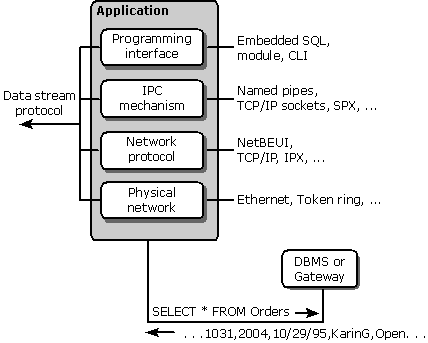 Application
Programming
interface
Embedded SQL,
module, CLI
Data stream
protocol
IPC
mechanism
Named pipes,
TCP/IP sockets, SPX, ...
Network
protocol
NetBEUI,
TCP/IP, IPX, ...
Physical
network
Ethernet, Token ring, ...
DBMS or
Gateway
SELECT * FROM Orders
...1031,2004,10/29/95,KarinG,Open...